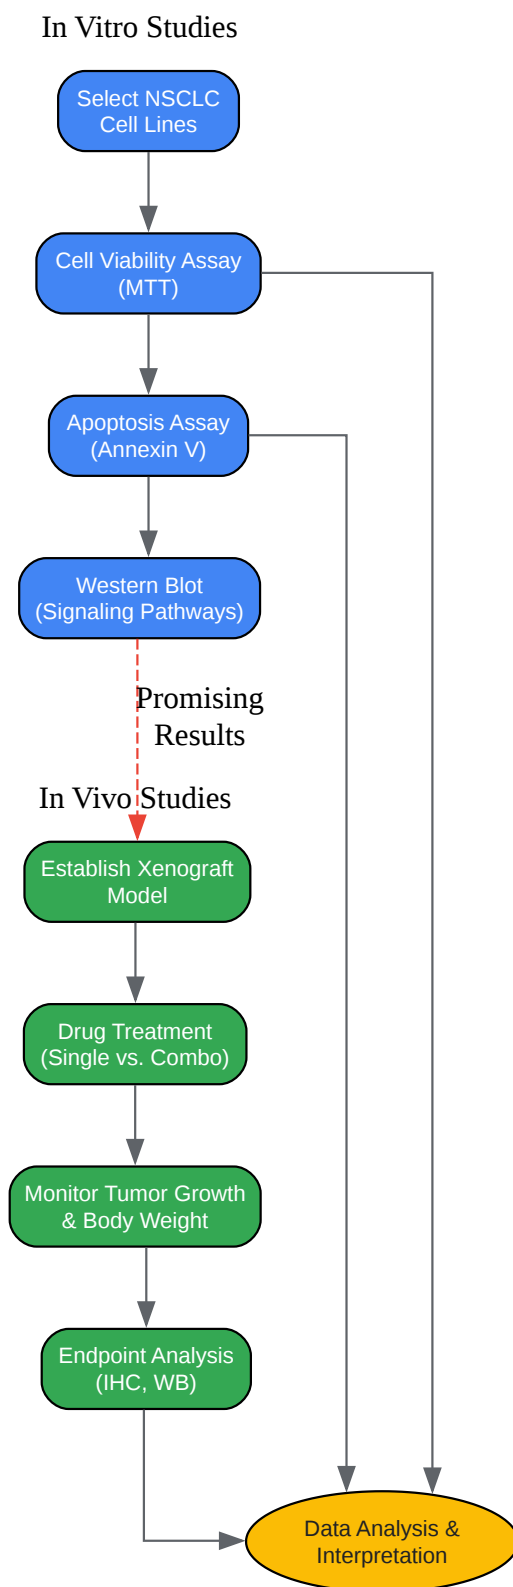 In Vitro Studies
Select NSCLC
Cell Lines
Cell Viability Assay
(MTT)
Apoptosis Assay
(Annexin V)
Western Blot
(Signaling Pathways)
Promising
Results
In Vivo Studies
Establish Xenograft
Model
Drug Treatment
(Single vs. Combo)
Monitor Tumor Growth
& Body Weight
Endpoint Analysis
(IHC, WB)
Data Analysis &
Interpretation